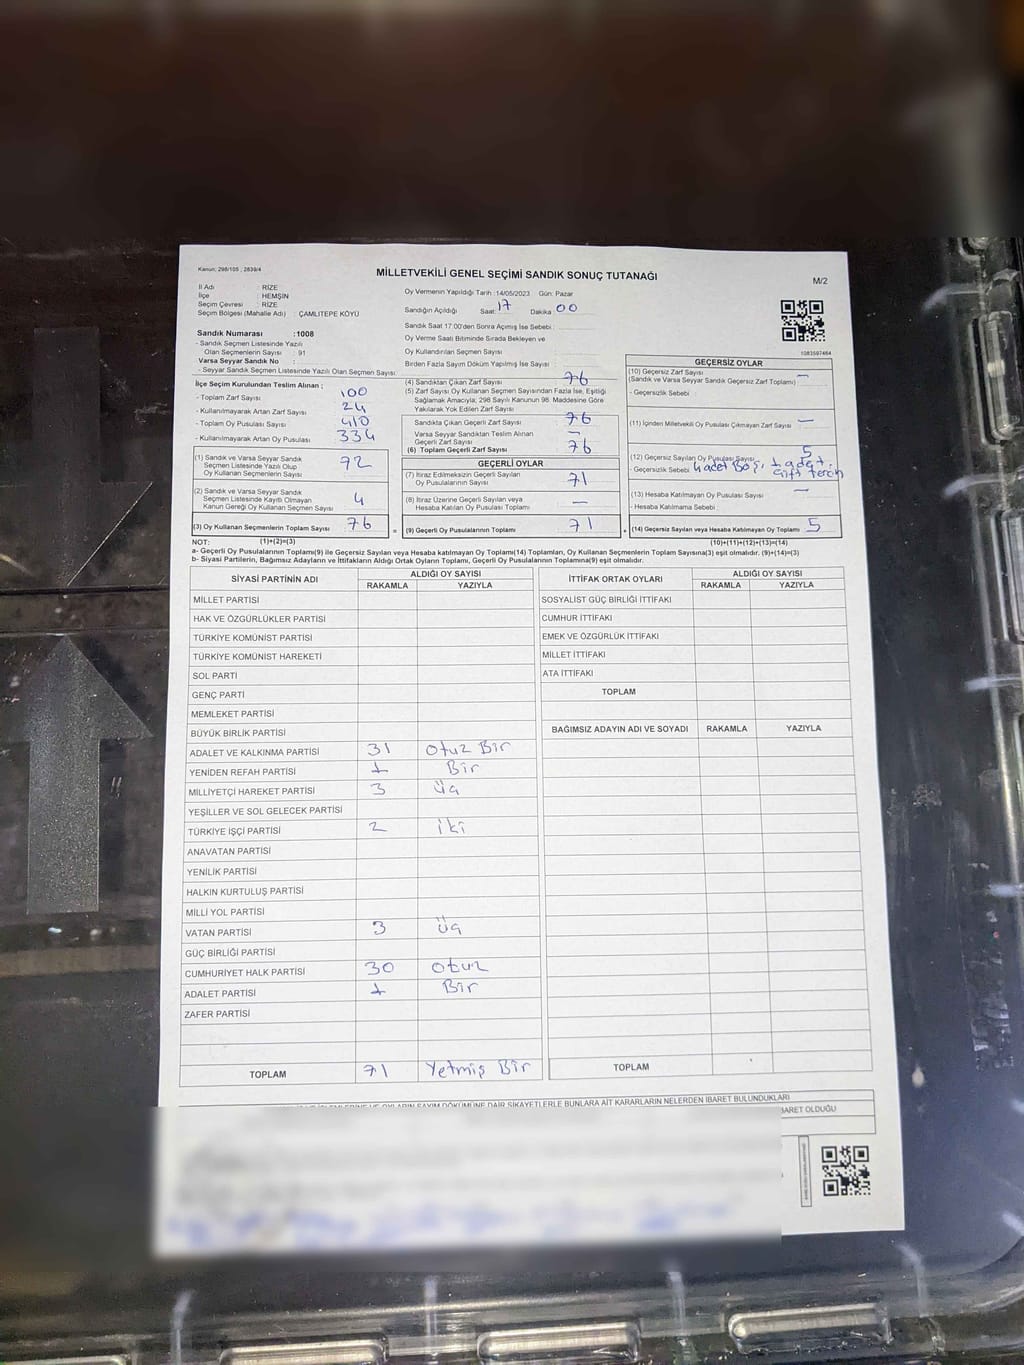 Kanun: 298/105 ; 2839/4
MİLLETVEKİLİ GENEL SEÇİMİ SANDIK SONUÇ TUTANAĞI
M/2
İl Adı : RİZE
İlçe : HEMŞİN
Seçim Çevresi : RİZE
Seçim Bölgesi (Mahalle Adı) : ÇAMLITEPE KÖYÜ
Sandık Numarası :1008
- Sandık Seçmen Listesinde Yazılı
Olan Seçmenlerin Sayısı : 91
Varsa Seyyar Sandık No :
- Seyyar Sandık Seçmen Listesinde Yazılı Olan Seçmen Sayısı:
Oy Vermenin Yapıldığı Tarih :14/05/2023 Gün: Pazar
Sandığın Açıldığı Saat: 17 Dakika 00
Sandık Saat 17:00'den Sonra Açılmış İse Sebebi :
Oy Verme Saati Bitiminde Sırada Bekleyen ve
Oy Kullandırılan Seçmen Sayısı
Birden Fazla Sayım Döküm Yapılmış İse Sayısı :
1083597464
İlçe Seçim Kurulundan Teslim Alınan ;
- Toplam Zarf Sayısı : 100
- Kullanılmayarak Artan Zarf Sayısı : 24
- Toplam Oy Pusulası Sayısı : 410
- Kullanılmayarak Artan Oy Pusulası : 334
(1) Sandık ve Varsa Seyyar Sandık
Seçmen Listesinde Yazılı Olup
Oy Kullanan Seçmenlerin Sayısı 72
(2) Sandık ve Varsa Seyyar Sandık
Seçmen Listesinde Kayıtlı Olmayan
Kanun Gereği Oy Kullanan Seçmen Sayısı 4
(3) Oy Kullanan Seçmenlerin Toplam Sayısı 76
(4) Sandıktan Çıkan Zarf Sayısı 76
(5) Zarf Sayısı Oy Kullanan Seçmen Sayısından Fazla İse, Eşitliği
Sağlamak Amacıyla; 298 Sayılı Kanunun 98. Maddesine Göre
Yakılarak Yok Edilen Zarf Sayısı
Sandıkta Çıkan Geçerli Zarf Sayısı 76
Varsa Seyyar Sandıktan Teslim Alınan
Geçerli Zarf Sayısı —
(6) Toplam Geçerli Zarf Sayısı 76
GEÇERLİ OYLAR
(7) İtiraz Edilmeksizin Geçerli Sayılan
Oy Pusulalarının Sayısı 71
(8) İtiraz Üzerine Geçerli Sayılan veya
Hesaba Katılan Oy Pusulalarının Toplamı —
= (9) Geçerli Oy Pusulalarının Toplamı 71
GEÇERSİZ OYLAR
(10) Geçersiz Zarf Sayısı
(Sandık ve Varsa Seyyar Sandık Geçersiz Zarf Toplamı) —
- Geçersizlik Sebebi :
(11) İçinden Milletvekili Oy Pusulası Çıkmayan Zarf Sayısı —
(12) Geçersiz Sayılan Oy Pusulası Sayısı 5
- Geçersizlik Sebebi 4 adet Boş, 1 adet
Çift Tercih
(13) Hesaba Katılmayan Oy Pusulası Sayısı —
- Hesaba Katılmama Sebebi :
+ (14) Geçersiz Sayılan veya Hesaba Katılmayan Oy Toplamı 5
NOT: (1)+(2)=(3) (10)+(11)+(12)+(13)=(14)
a- Geçerli Oy Pusulalarının Toplamı(9) ile Geçersiz Sayılan veya Hesaba katılmayan Oy Toplamı(14) Toplamları, Oy Kullanan Seçmenlerin Toplam Sayısına(3) eşit olmalıdır. (9)+(14)=(3)
b- Siyasi Partilerin, Bağımsız Adayların ve İttifakların Aldığı Ortak Oyların Toplamı, Geçerli Oy Pusulalarının Toplamına(9) eşit olmalıdır.
SİYASİ PARTİNİN ADI ALDIĞI OY SAYISI
RAKAMLA YAZIYLA
MİLLET PARTİSİ
HAK VE ÖZGÜRLÜKLER PARTİSİ
TÜRKİYE KOMÜNİST PARTİSİ
TÜRKİYE KOMÜNİST HAREKETİ
SOL PARTİ
GENÇ PARTİ
MEMLEKET PARTİSİ
BÜYÜK BİRLİK PARTİSİ
ADALET VE KALKINMA PARTİSİ 31 Otuz Bir
YENİDEN REFAH PARTİSİ 1 Bir
MİLLİYETÇİ HAREKET PARTİSİ 3 Üç
YEŞİLLER VE SOL GELECEK PARTİSİ
TÜRKİYE İŞÇİ PARTİSİ 2 iki
ANAVATAN PARTİSİ
YENİLİK PARTİSİ
HALKIN KURTULUŞ PARTİSİ
MİLLİ YOL PARTİSİ
VATAN PARTİSİ 3 Üç
GÜÇ BİRLİĞİ PARTİSİ
CUMHURİYET HALK PARTİSİ 30 Otuz
ADALET PARTİSİ 1 Bir
ZAFER PARTİSİ
TOPLAM 71 Yetmiş Bir
İTTİFAK ORTAK OYLARI ALDIĞI OY SAYISI
RAKAMLA YAZIYLA
SOSYALİST GÜÇ BİRLİĞİ İTTİFAKI
CUMHUR İTTİFAKI
EMEK VE ÖZGÜRLÜK İTTİFAKI
MİLLET İTTİFAKI
ATA İTTİFAKI
TOPLAM
BAĞIMSIZ ADAYIN ADI VE SOYADI RAKAMLA YAZIYLA
TOPLAM
OYLARIN SAYIM DÖKÜMÜNE DAİR ŞİKAYETLERLE BUNLARA AİT KARARLARIN NELERDEN İBARET BULUNDUKLARI
İBARET OLDUĞU